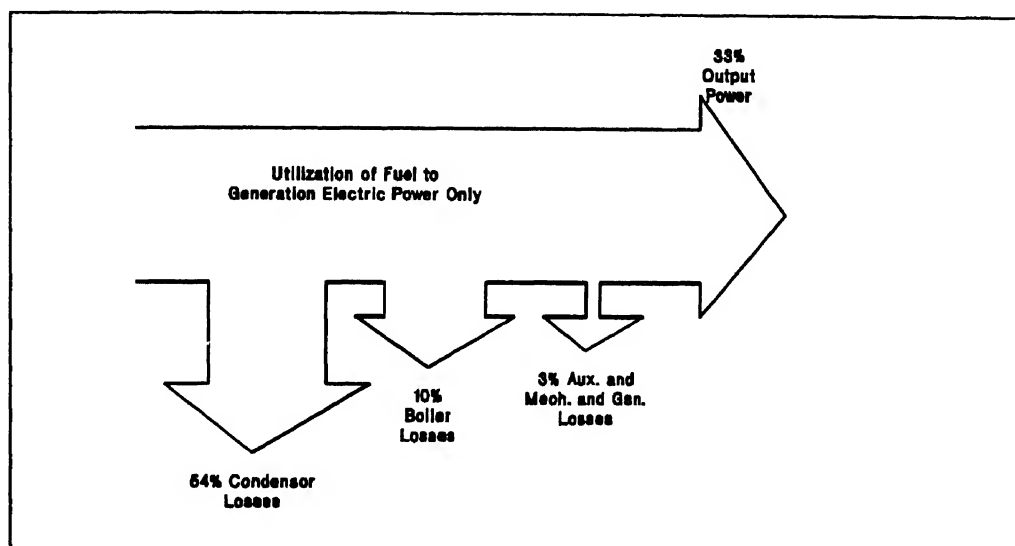 33%
Output
Power
Utilization of Fuel to
Generation Electric Power Only
10%
Boiler
Losses
3% Aux. and
Mech. and Gen.
Losses
54% Condensor
Losses